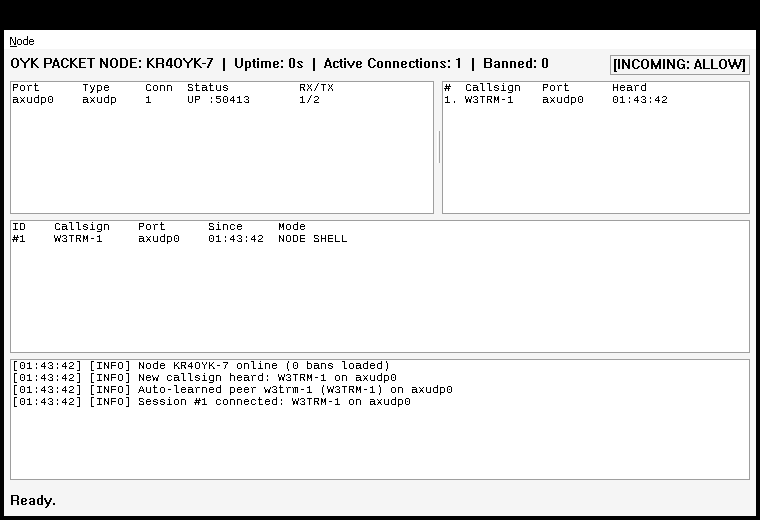 Node
OYK PACKET NODE: KR4OYK-7 | Uptime: 0s | Active Connections: 1 | Banned: 0 [INCOMING: ALLOW]
Port Type Conn Status RX/TX
axudp0 axudp 1 UP :50413 1/2
# Callsign Port Heard
1. W3TRM-1 axudp0 01:43:42
ID Callsign Port Since Mode
#1 W3TRM-1 axudp0 01:43:42 NODE SHELL
[01:43:42] [INFO] Node KR4OYK-7 online (0 bans loaded)
[01:43:42] [INFO] New callsign heard: W3TRM-1 on axudp0
[01:43:42] [INFO] Auto-learned peer w3trm-1 (W3TRM-1) on axudp0
[01:43:42] [INFO] Session #1 connected: W3TRM-1 on axudp0
Ready.